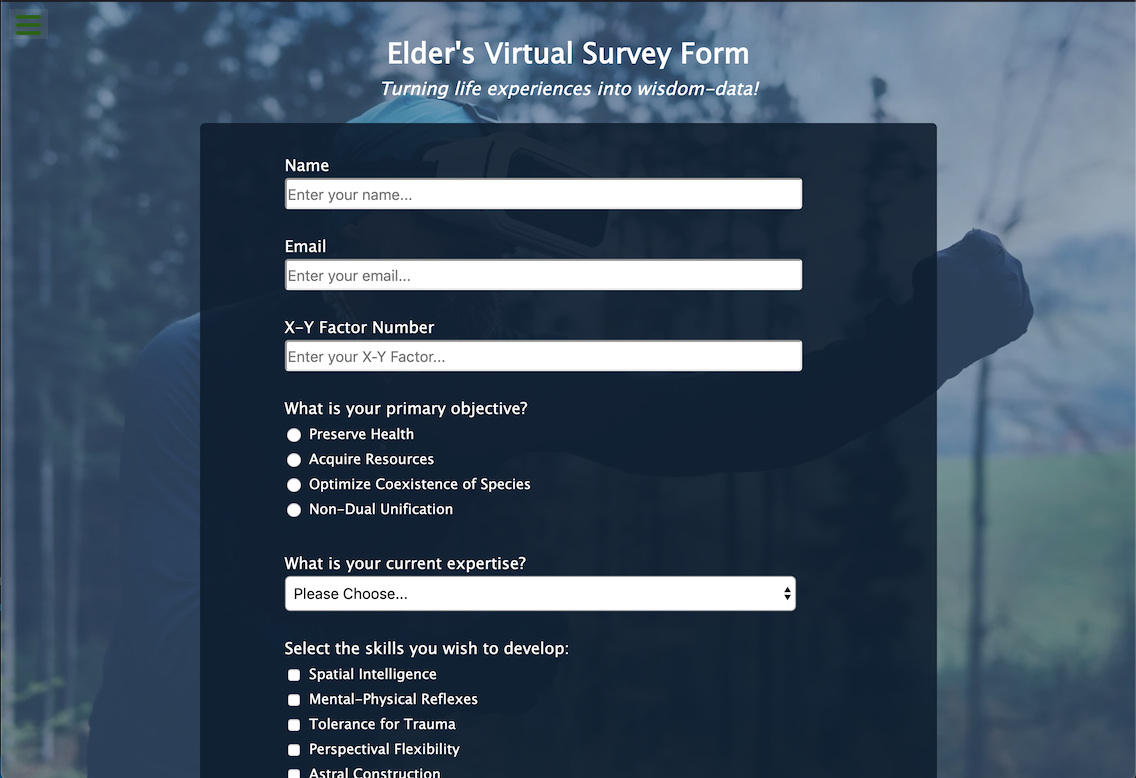 Elder's Virtual Survey Form
Turning life experiences into wisdom-data!
Name
Enter your name...
Email
Enter your email...
X-Y Factor Number
Enter your X-Y Factor...
What is your primary objective?
Preserve Health
Acquire Resources
Optimize Coexistence of Species
Non-Dual Unification
What is your current expertise?
Please Choose...
Select the skills you wish to develop:
Spatial Intelligence
Mental-Physical Reflexes
Tolerance for Trauma
Perspectival Flexibility
Astral Construction